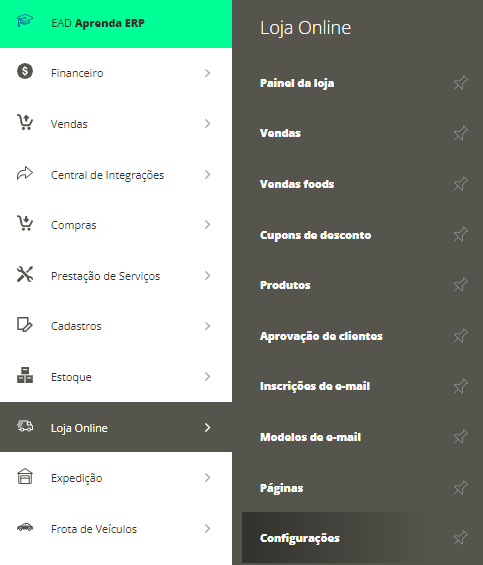 EAD Aprenda ERP
Financeiro
Vendas
Central de Integrações
Compras
Prestação de Serviços
Cadastros
Estoque
Loja Online
Expedição
Frota de Veículos
Loja Online
Painel da loja
Vendas
Vendas foods
Cupons de desconto
Produtos
Aprovação de clientes
Inscrições de e-mail
Modelos de e-mail
Páginas
Configurações